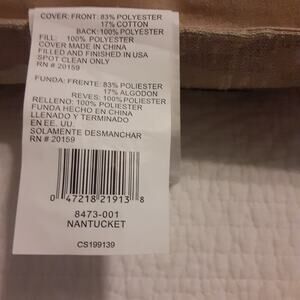 COVER: FRONT: 83% POLYESTER
17% COTTON
BACK: 100% POLYESTER
FILL: 100% POLYESTER
COVER MADE IN CHINA
FILLED AND FINISHED IN USA
SPOT CLEAN ONLY
RN # 20159
FUNDA: FRENTE: 83% POLIESTER
17% ALGODON
REVES: 100% POLIESTER
RELLENO: 100% POLIESTER
FUNDA HECHO EN CHINA
LLENADO Y TERMINADO
EN EE. UU.
SOLAMENTE DESMANCHAR
RN # 20159
0 47218 21913 8
8473-001
NANTUCKET
CS199139